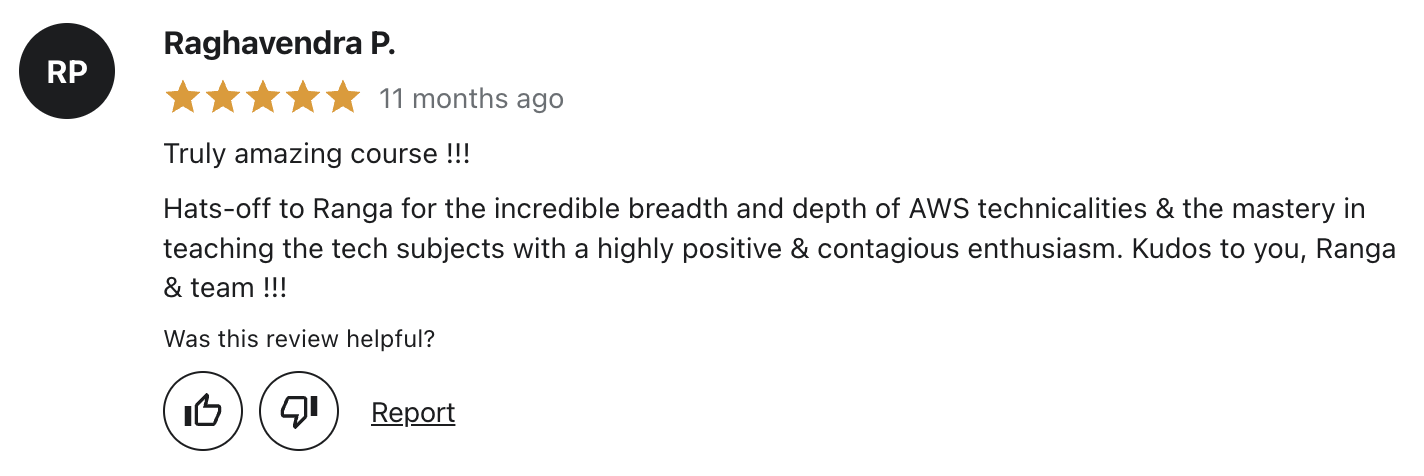 RP
Raghavendra P.
11 months ago
Truly amazing course !!!
Hats-off to Ranga for the incredible breadth and depth of AWS technicalities & the mastery in
teaching the tech subjects with a highly positive & contagious enthusiasm. Kudos to you, Ranga
& team !!!
Was this review helpful?
Report